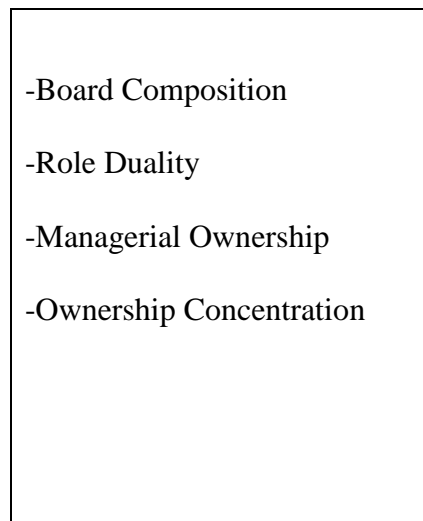 -Board Composition
-Role Duality
-Managerial Ownership
-Ownership Concentration